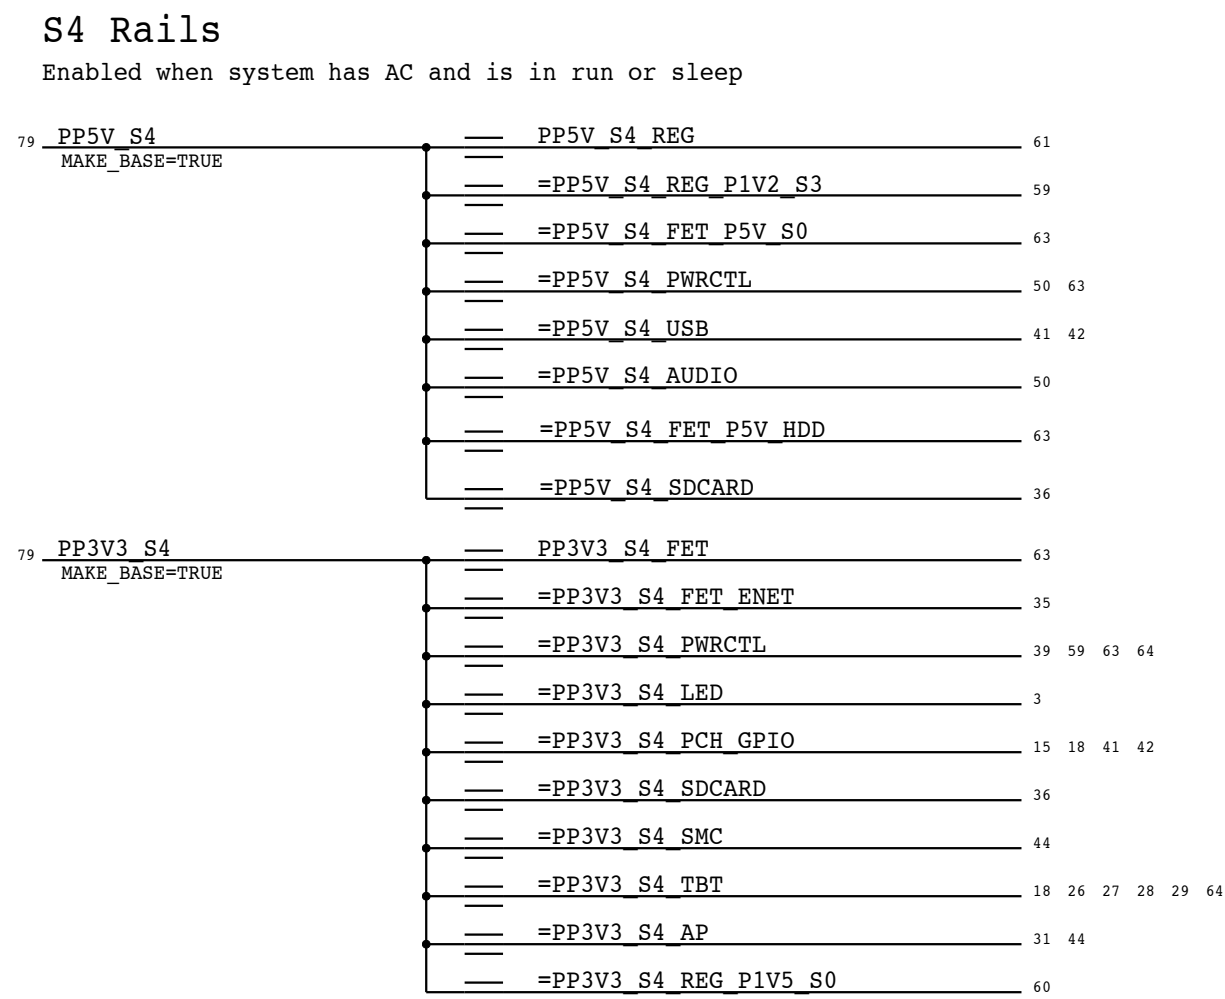 S4 Rails
Enabled when system has AC and is in run or sleep
79 PP5V_S4 PP5V_S4_REG 61
MAKE_BASE=TRUE
=PP5V_S4_REG_P1V2_S3 59
=PP5V_S4_FET_P5V_S0 63
=PP5V_S4_PWRCTL 50 63
=PP5V_S4_USB 41 42
=PP5V_S4_AUDIO 50
=PP5V_S4_FET_P5V_HDD 63
=PP5V_S4_SDCARD 36
79 PP3V3_S4 PP3V3_S4_FET 63
MAKE_BASE=TRUE
=PP3V3_S4_FET_ENET 35
=PP3V3_S4_PWRCTL 39 59 63 64
=PP3V3_S4_LED 3
=PP3V3_S4_PCH_GPIO 15 18 41 42
=PP3V3_S4_SDCARD 36
=PP3V3_S4_SMC 44
=PP3V3_S4_TBT 18 26 27 28 29 64
=PP3V3_S4_AP 31 44
=PP3V3_S4_REG_P1V5_S0 60